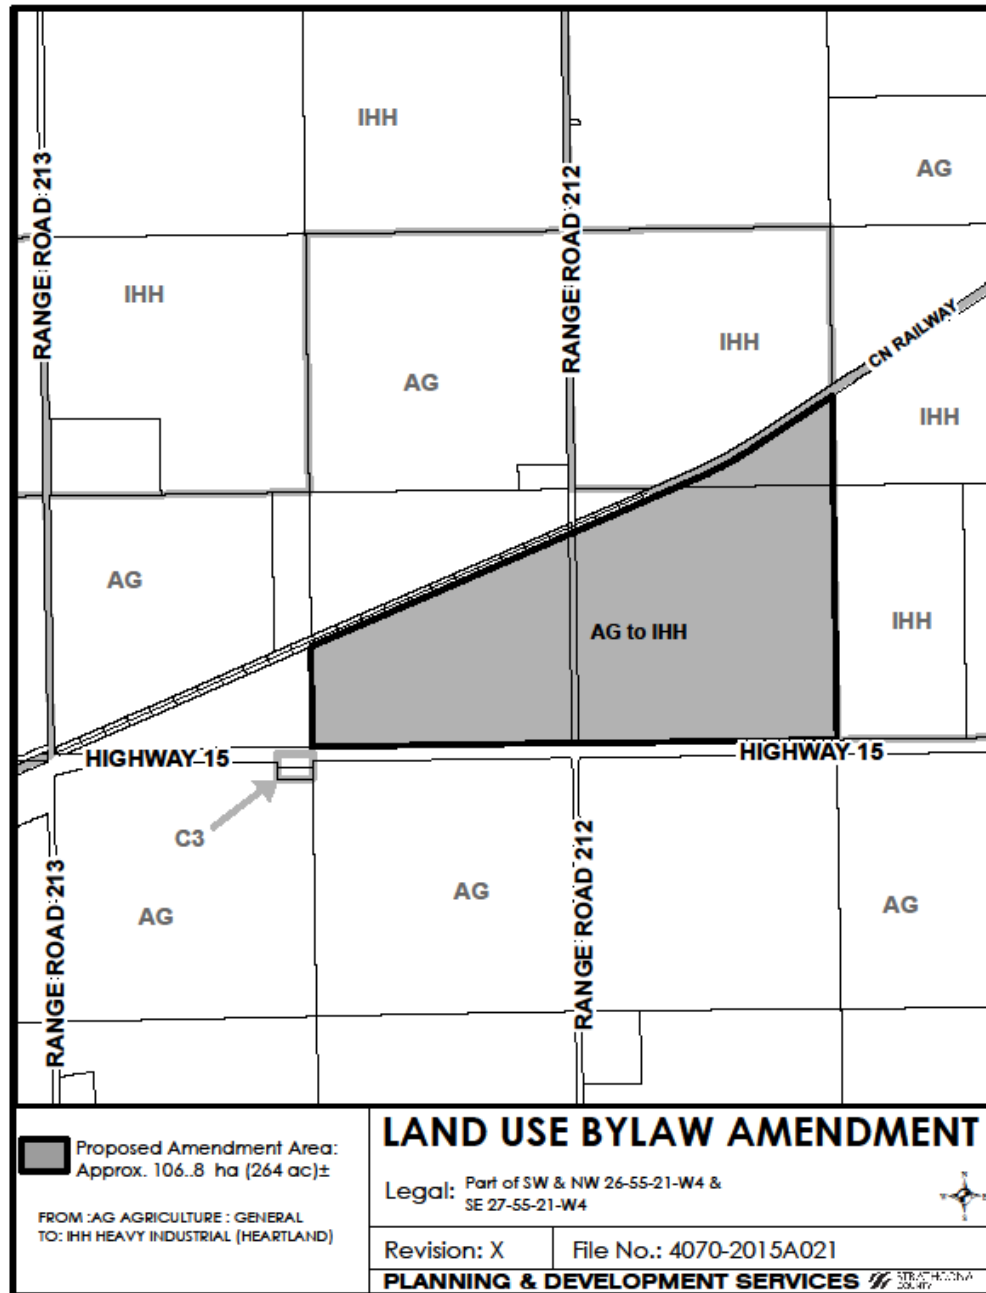 IHH
AG
RANGE ROAD 213
RANGE ROAD 212
IHH
IHH
CN RAILWAY
AG
IHH
AG
AG to IHH
IHH
HIGHWAY 15
HIGHWAY 15
C3
RANGE ROAD 213
RANGE ROAD 212
AG
AG
AG
Proposed Amendment Area:
Approx. 106..8 ha (264 ac)±
FROM :AG AGRICULTURE : GENERAL
TO: IHH HEAVY INDUSTRIAL (HEARTLAND)
LAND USE BYLAW AMENDMENT
Legal: Part of SW & NW 26-55-21-W4 &
SE 27-55-21-W4
N
Revision: X
File No.: 4070-2015A021
PLANNING & DEVELOPMENT SERVICES
STRATHCONA
COUNTY